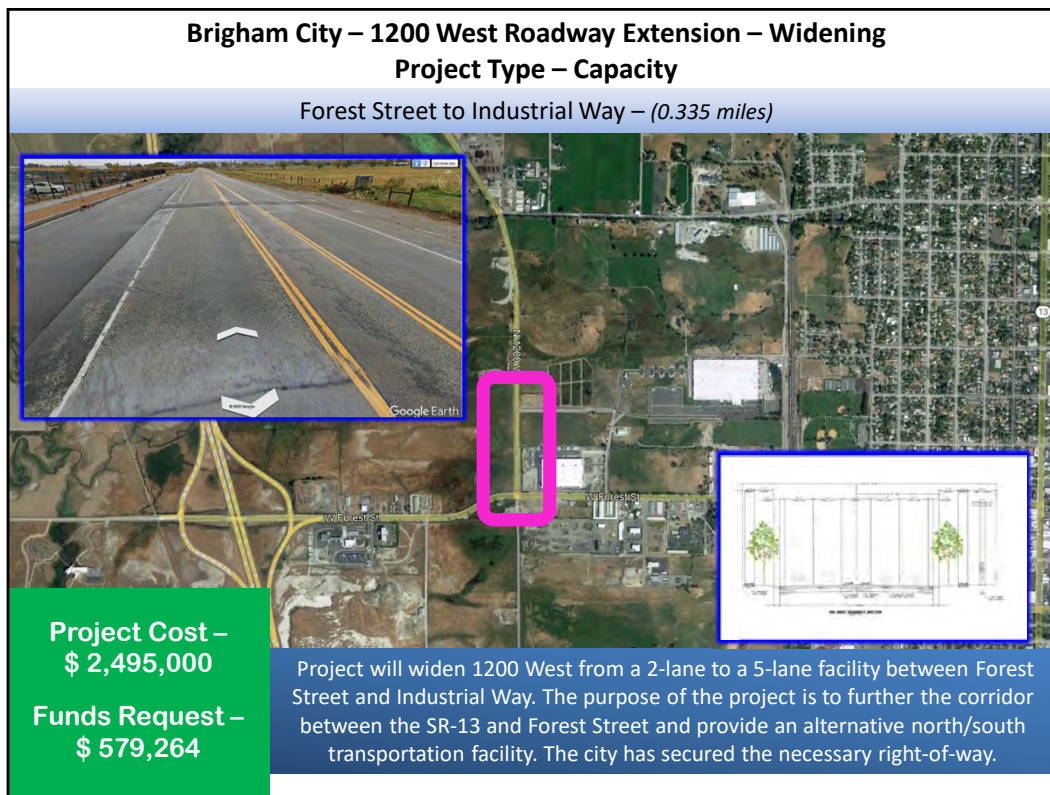 Brigham City – 1200 West Roadway Extension – Widening
Project Type – Capacity
Forest Street to Industrial Way – (0.335 miles)
Google Earth
N 1200 W
13
W Forest St
W Forest St
Project Cost –
$ 2,495,000
Funds Request –
$ 579,264
Project will widen 1200 West from a 2-lane to a 5-lane facility between Forest
Street and Industrial Way. The purpose of the project is to further the corridor
between the SR-13 and Forest Street and provide an alternative north/south
transportation facility. The city has secured the necessary right-of-way.